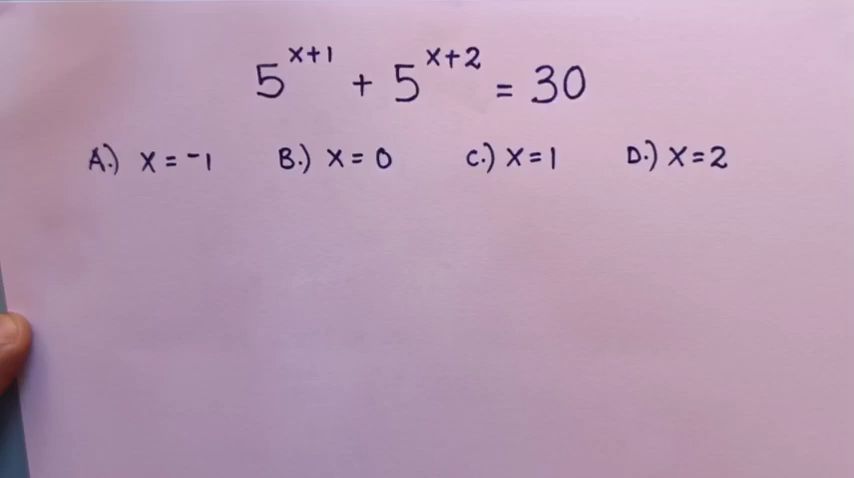 5^{x+1} + 5^{x+2} = 30
A.) x = -1 B.) x = 0 C.) x = 1 D.) x = 2